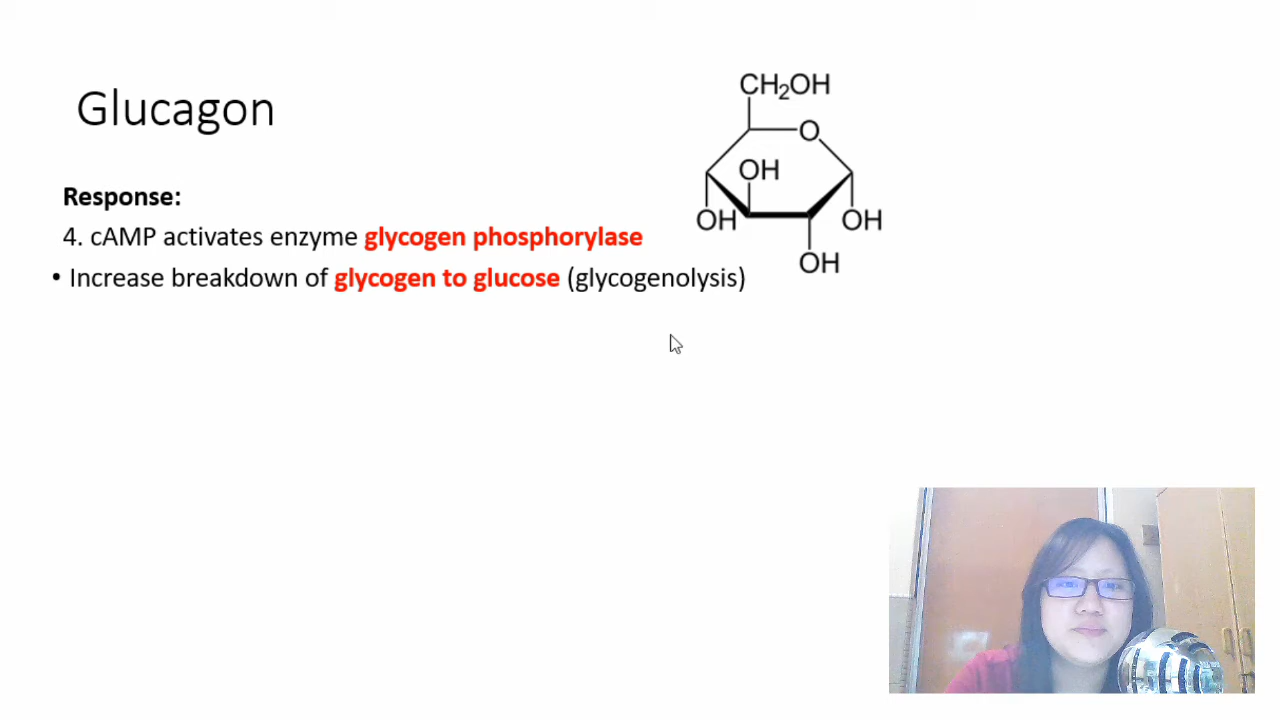 Glucagon
Response:
4. cAMP activates enzyme glycogen phosphorylase
• Increase breakdown of glycogen to glucose (glycogenolysis)
CH₂OH
O
OH
OH
OH
OH